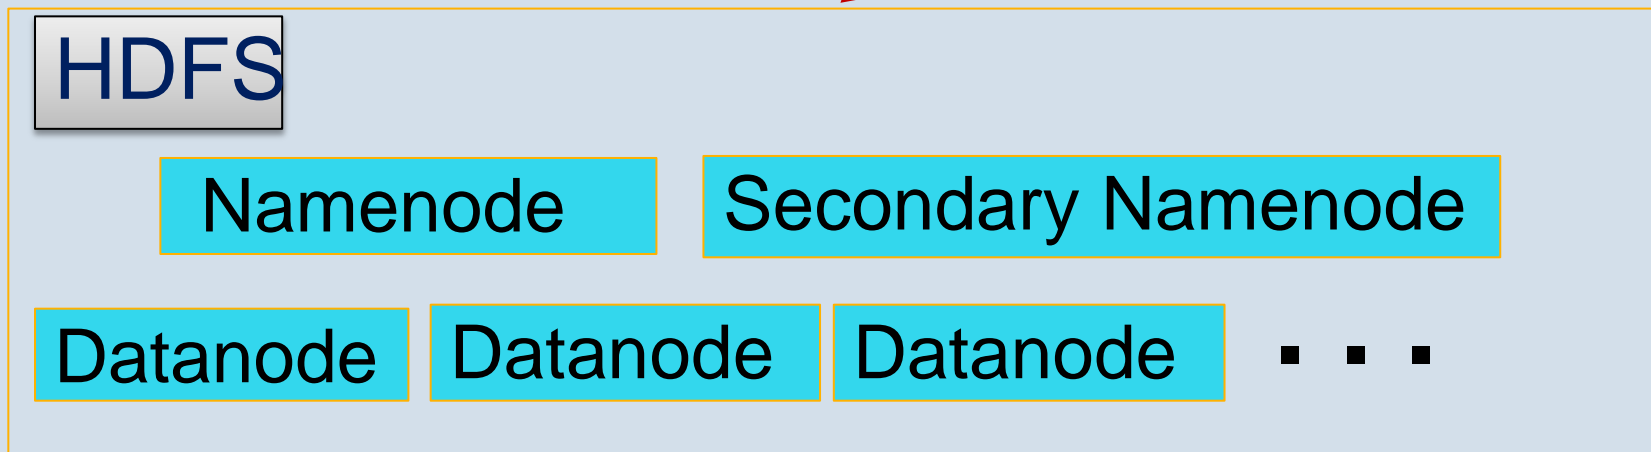 HDFS
Namenode
Secondary Namenode
Datanode
Datanode
Datanode
. . .